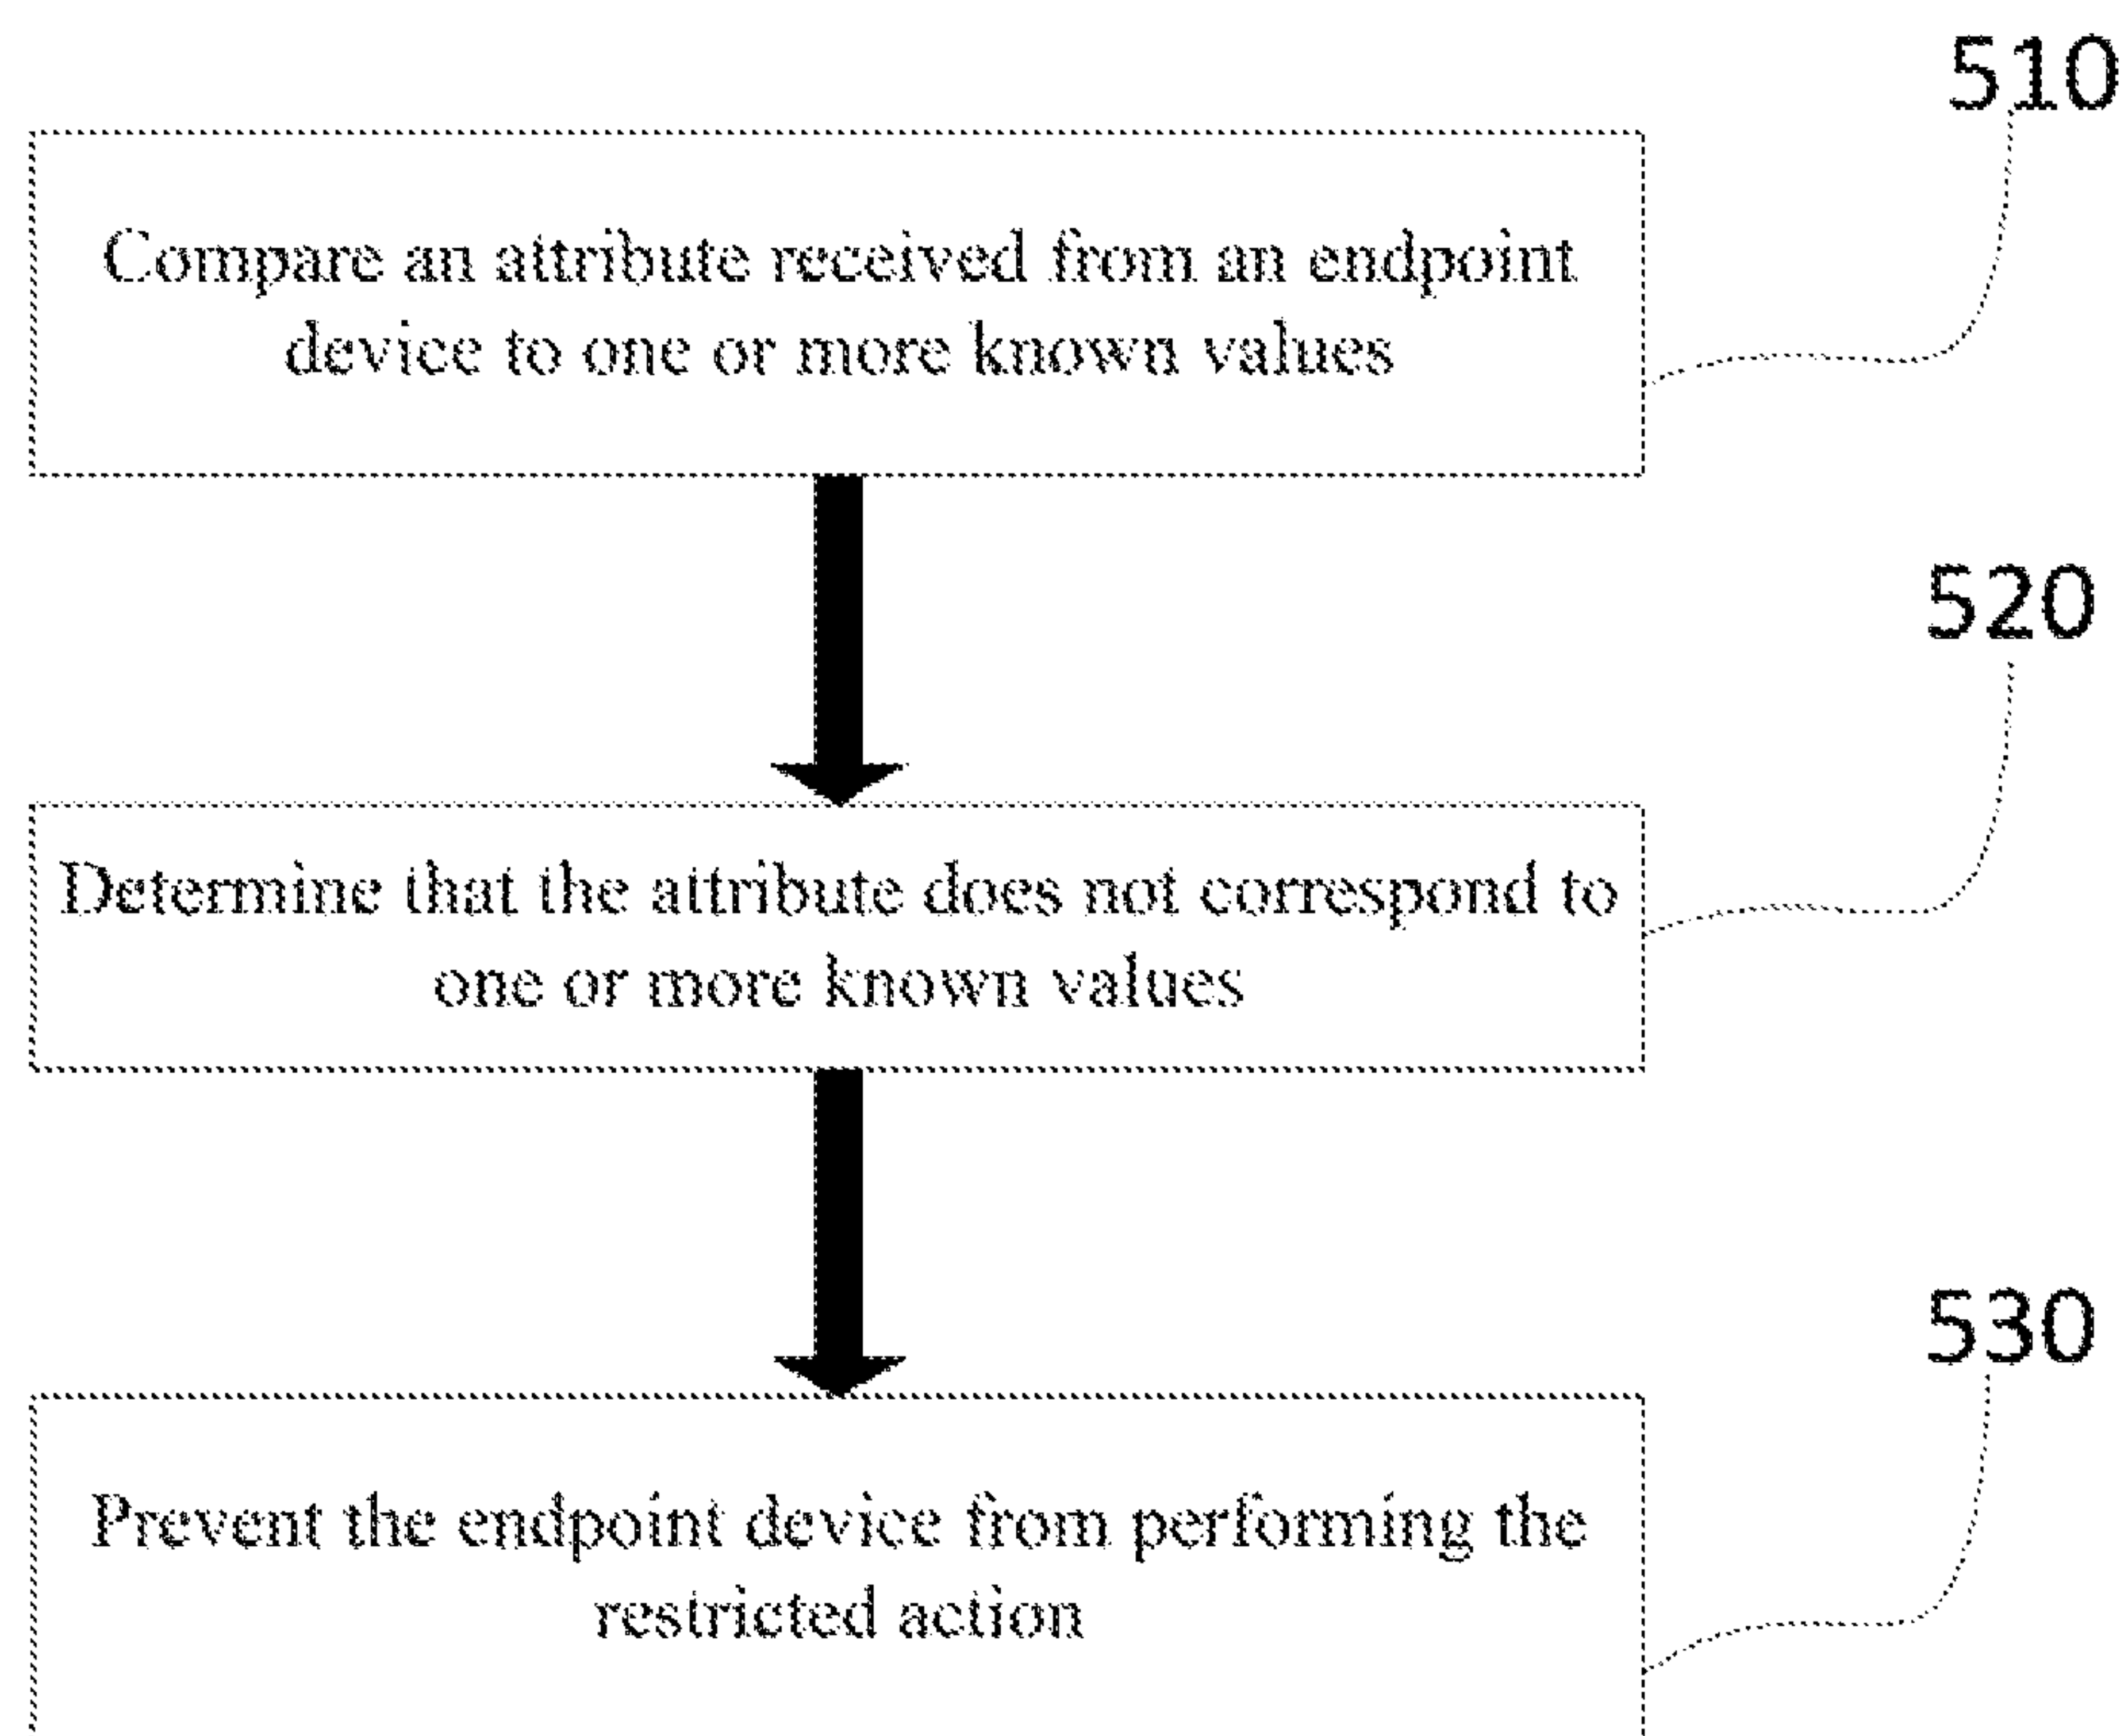 510
Compare an attribute received from an endpoint
device to one or more known values
520
Determine that the attribute does not correspond to
one or more known values
530
Prevent the endpoint device from performing the
restricted action